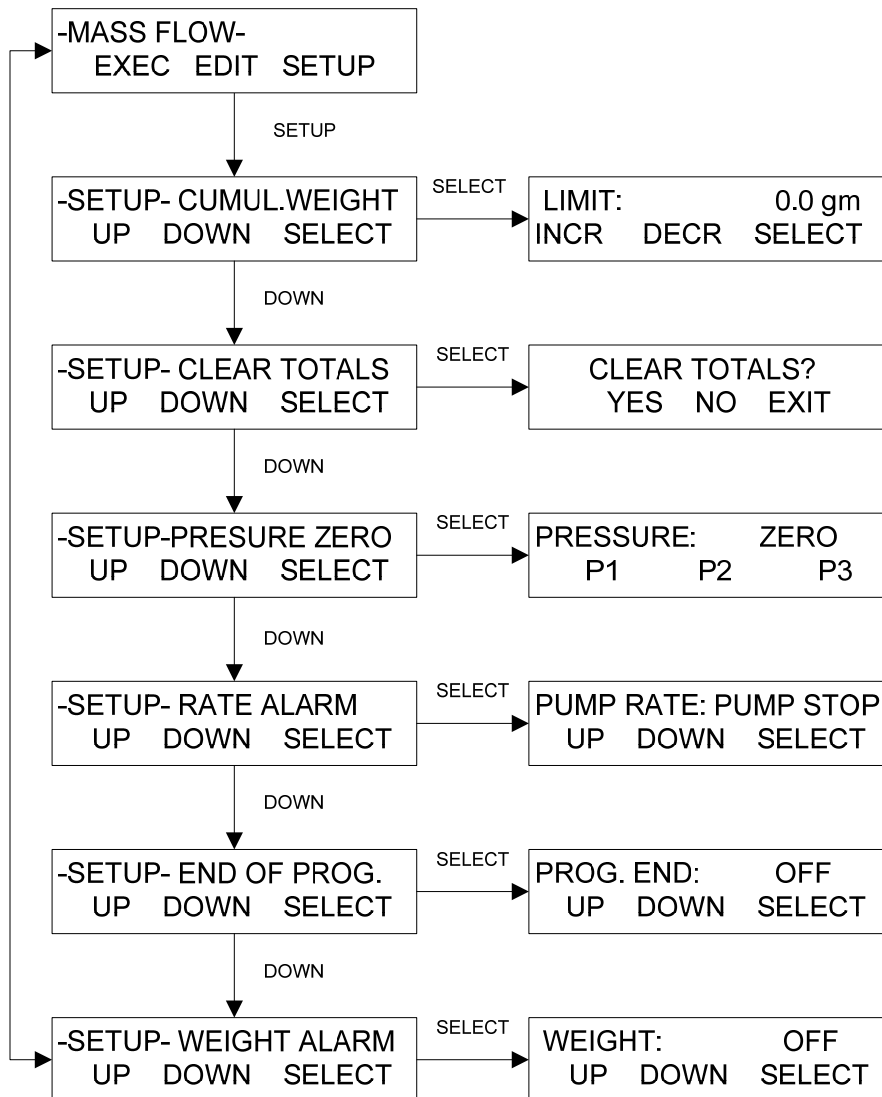 -MASS FLOW-
EXEC EDIT SETUP
SETUP
-SETUP- CUMUL.WEIGHT
UP DOWN SELECT
SELECT
LIMIT: 0.0 gm
INCR DECR SELECT
DOWN
-SETUP- CLEAR TOTALS
UP DOWN SELECT
SELECT
CLEAR TOTALS?
YES NO EXIT
DOWN
-SETUP-PRESURE ZERO
UP DOWN SELECT
SELECT
PRESSURE: ZERO
P1 P2 P3
DOWN
-SETUP- RATE ALARM
UP DOWN SELECT
SELECT
PUMP RATE: PUMP STOP
UP DOWN SELECT
DOWN
-SETUP- END OF PROG.
UP DOWN SELECT
SELECT
PROG. END: OFF
UP DOWN SELECT
DOWN
-SETUP- WEIGHT ALARM
UP DOWN SELECT
SELECT
WEIGHT: OFF
UP DOWN SELECT